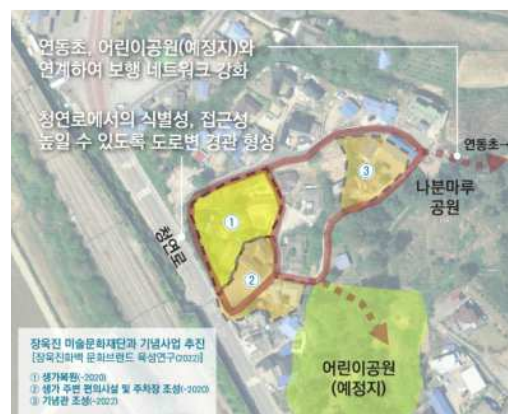 연동초, 어린이공원(예정지)와
연계하여 보행 네트워크 강화
청연로에서의 식별성, 접근성
높일 수 있도록 도로변 경관 형성
연동초→
③
나분마루
공원
①
청연로
②
어린이공원
(예정지)
장욱진 미술문화재단과 기념사업 추진
[장욱진화백 문화브랜드 육성연구(2022)]
① 생가복원(~2020)
② 생가 주변 편의시설 및 주차장 조성(~2020)
③ 기념관 조성(~2022)